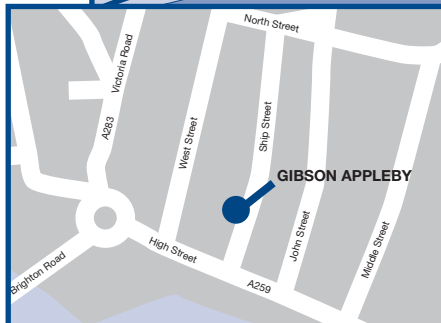 North Street
Victoria Road
A283
West Street
Ship Street
GIBSON APPLEBY
John Street
Middle Street
High Street
Brighton Road
A259